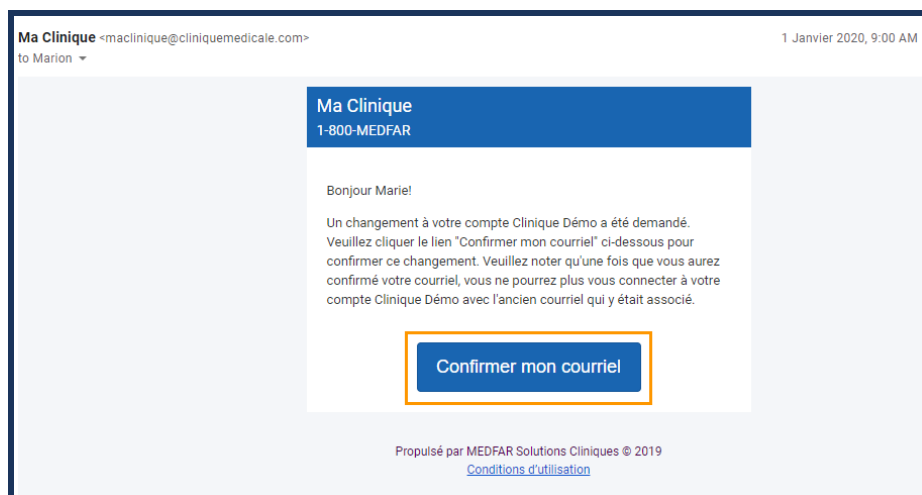 Ma Clinique <maclinique@cliniquemedicale.com>
1 Janvier 2020, 9:00 AM
to Marion
Ma Clinique
1-800-MEDFAR
Bonjour Marie!
Un changement à votre compte Clinique Démo a été demandé.
Veuillez cliquer le lien "Confirmer mon courriel" ci-dessous pour
confirmer ce changement. Veuillez noter qu'une fois que vous aurez
confirmé votre courriel, vous ne pourrez plus vous connecter à votre
compte Clinique Démo avec l'ancien courriel qui y était associé.
Confirmer mon courriel
Propulsé par MEDFAR Solutions Cliniques © 2019
Conditions d'utilisation